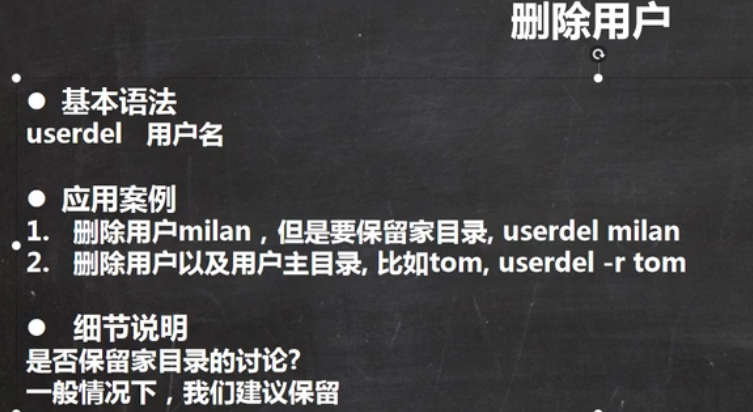 删除用户
● 基本语法
userdel 用户名
● 应用案例
1. 删除用户milan，但是要保留家目录, userdel milan
2. 删除用户以及用户主目录, 比如tom, userdel -r tom
● 细节说明
是否保留家目录的讨论?
一般情况下，我们建议保留